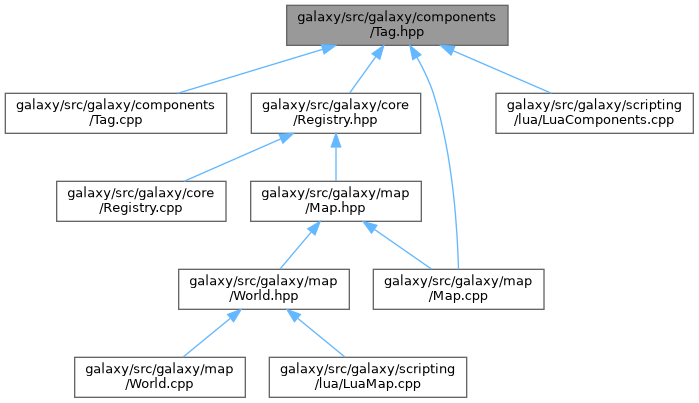 galaxy/src/galaxy/components
/Tag.hpp
galaxy/src/galaxy/components
/Tag.cpp
galaxy/src/galaxy/core
/Registry.hpp
galaxy/src/galaxy/scripting
/lua/LuaComponents.cpp
galaxy/src/galaxy/core
/Registry.cpp
galaxy/src/galaxy/map
/Map.hpp
galaxy/src/galaxy/map
/World.hpp
galaxy/src/galaxy/map
/Map.cpp
galaxy/src/galaxy/map
/World.cpp
galaxy/src/galaxy/scripting
/lua/LuaMap.cpp